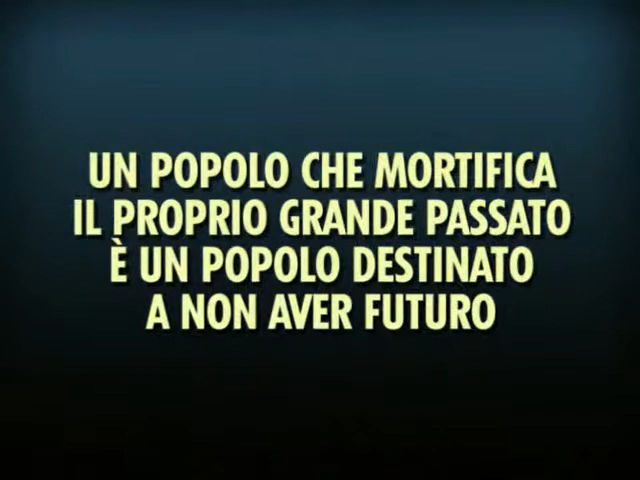 UN POPOLO CHE MORTIFICA
IL PROPRIO GRANDE PASSATO
È UN POPOLO DESTINATO
A NON AVER FUTURO